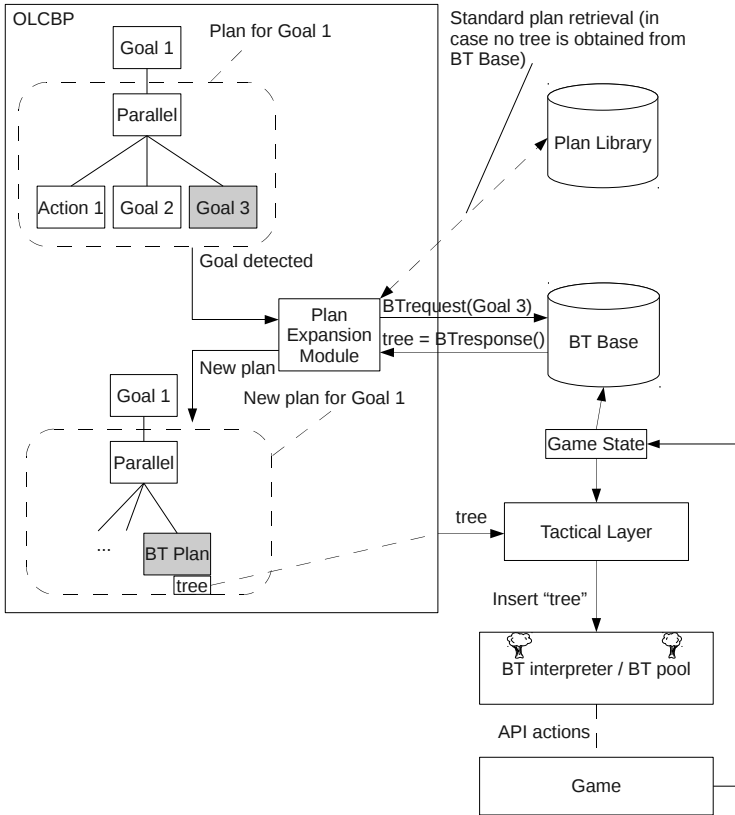 OLCBP
Goal 1
Plan for Goal 1
Parallel
Action 1
Goal 2
Goal 3
Goal detected
Standard plan retrieval (in
case no tree is obtained from
BT Base)
Plan Library
Plan
Expansion
Module
BTrequest(Goal 3)
tree = BTresponse()
BT Base
New plan
Goal 1
New plan for Goal 1
Parallel
...
BT Plan
tree
Game State
tree
Tactical Layer
Insert “tree”
BT interpreter / BT pool
API actions
Game